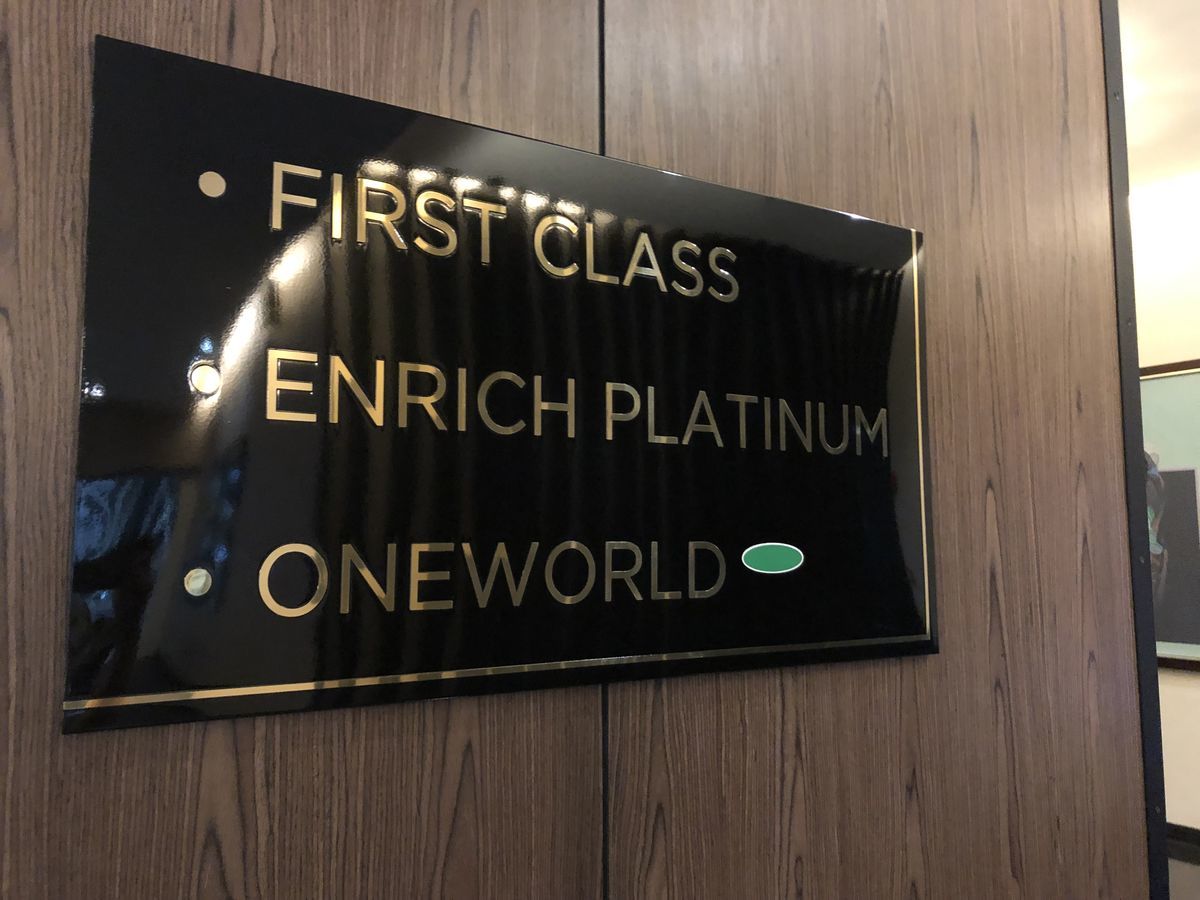 FIRST CLASS
ENRICH PLATINUM
ONEWORLD